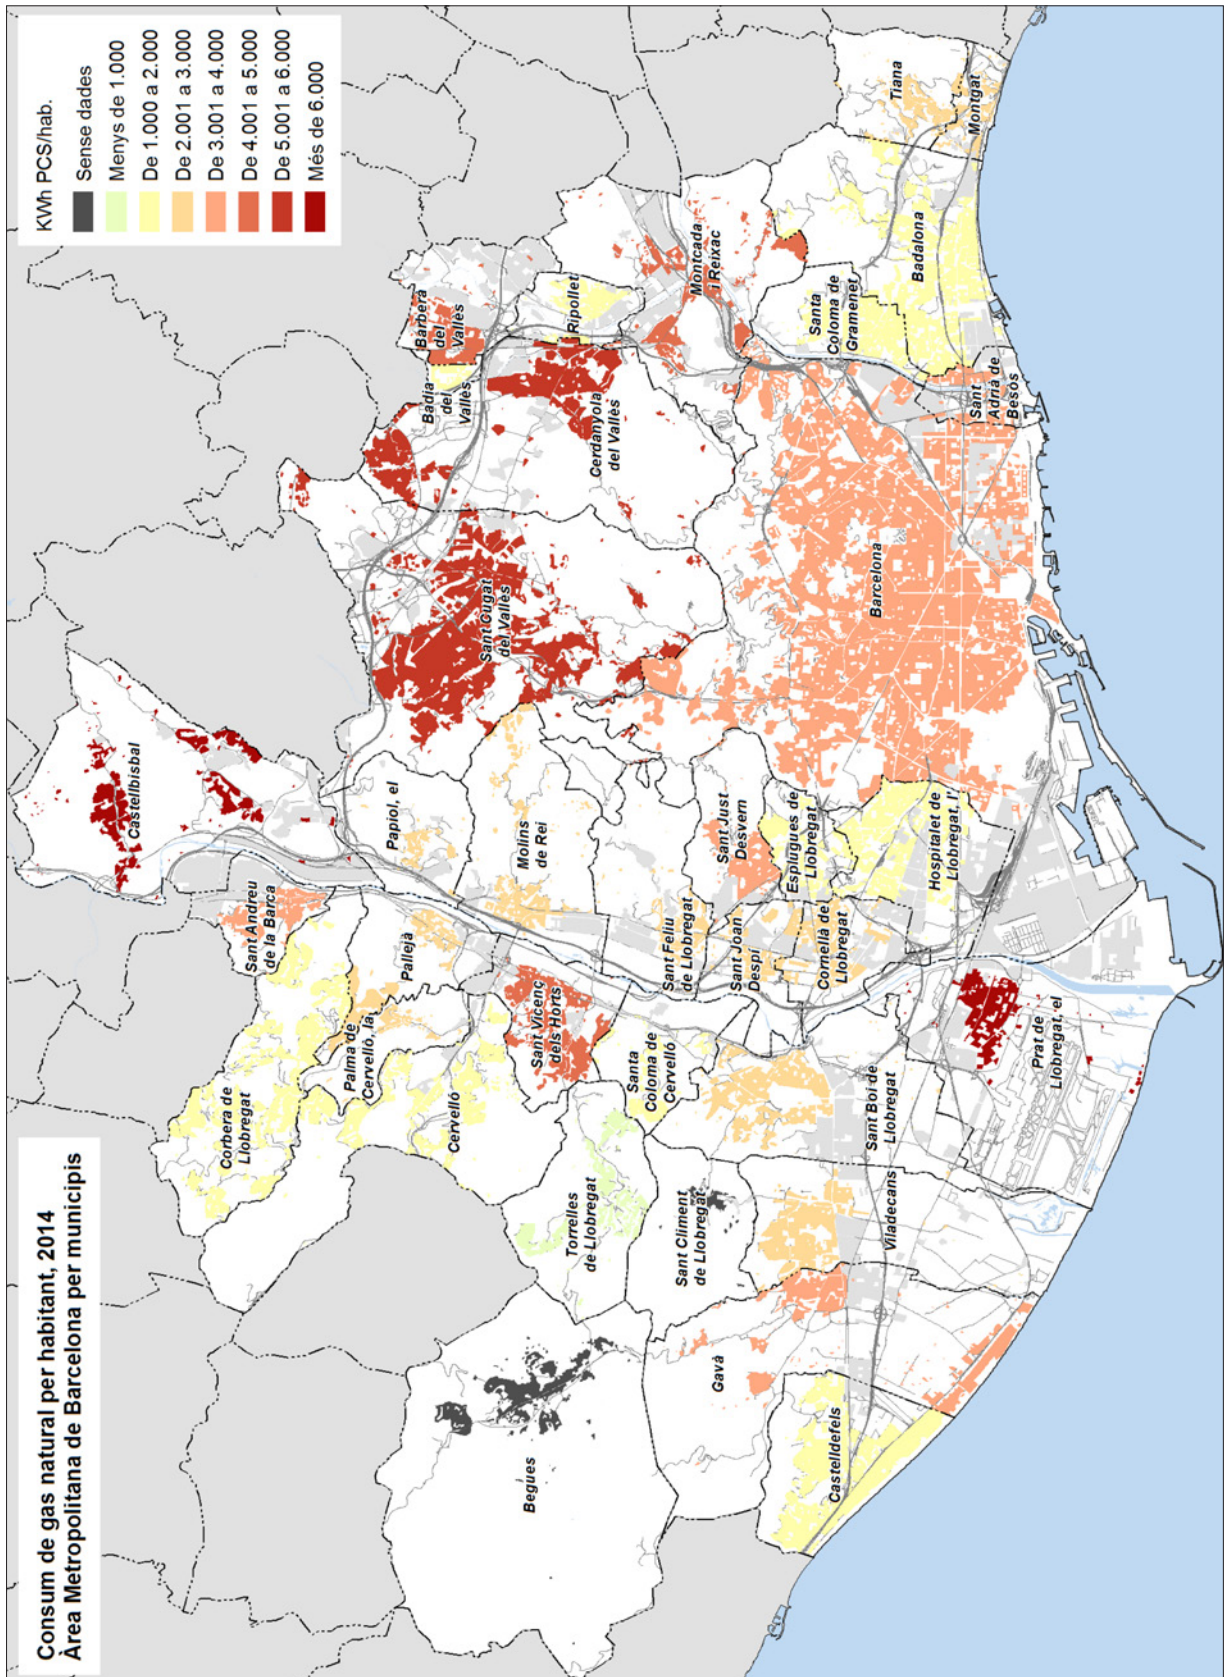 Consum de gas natural per habitant, 2014
Àrea Metropolitana de Barcelona per municipis
KWh PCS/hab.
Sense dades
Menys de 1.000
De 1.000 a 2.000
De 2.001 a 3.000
De 3.001 a 4.000
De 4.001 a 5.000
De 5.001 a 6.000
Més de 6.000
Castellbisbal
Sant Andreu
de la Barca
Corbera de
Llobregat
Papiol, el
Pallejà
Palma de
Cervelló, la
Cervelló
Sant Cugat
del Vallès
Badia
del
Vallès
Barberà
del
Vallès
Ripollet
Cerdanyola
del Vallès
Montcada
i Reixac
Molins
de Rei
Sant Vicenç
dels Horts
Torrelles
de Llobregat
Begues
Santa
Coloma de
Cervelló
Sant Climent
de Llobregat
Sant Feliu
de Llobregat
Sant Just
Desvern
Sant Joan
Despí
Esplugues de
Llobregat
Cornellà de
Llobregat
Hospitalet de
Llobregat, l'
Barcelona
Santa
Coloma de
Gramenet
Badalona
Sant
Adrià de
Besòs
Tiana
Montgat
Gavà
Castelldefels
Viladecans
Sant Boi de
Llobregat
Prat de
Llobregat, el